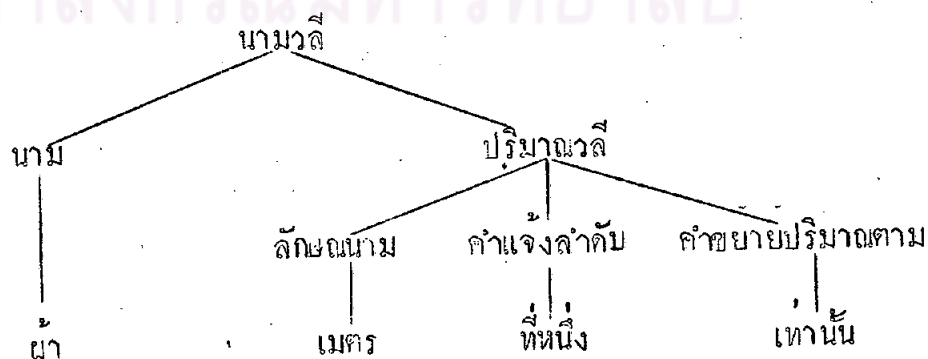 นามวลี
นาม ปริมาณวลี
ลักษณนาม คำแจ้งลำดับ คำขยายปริมาณตาม
ผ้า เมตร ที่หนึ่ง เท่านั้น